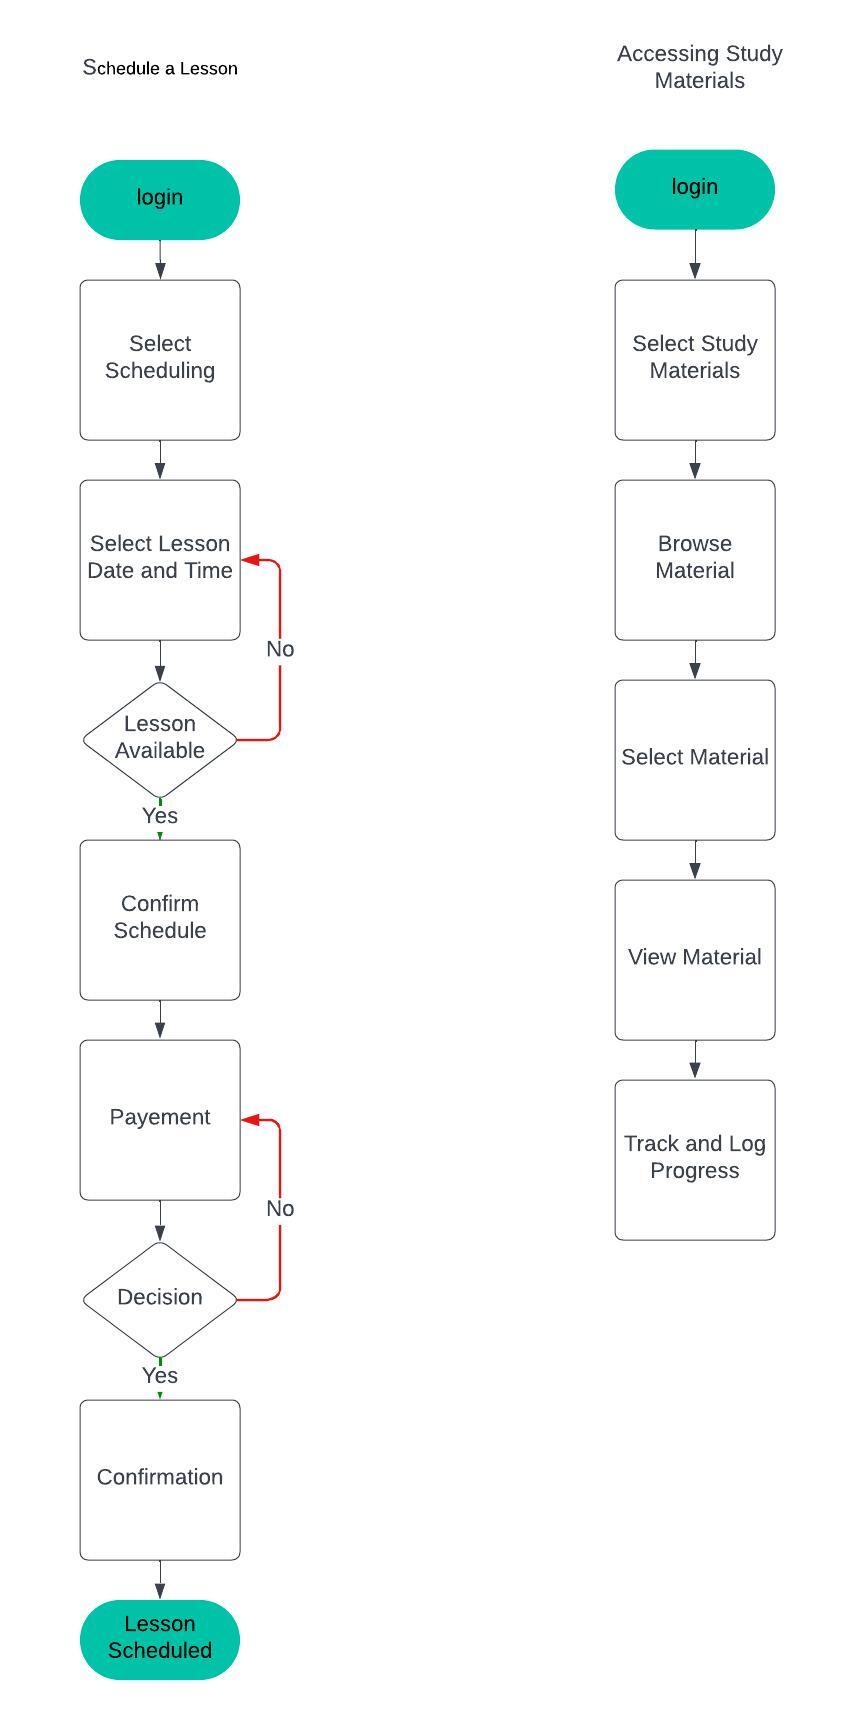 Schedule a Lesson
login
Select
Scheduling
Select Lesson
Date and Time
No
Lesson
Available
Yes
Confirm
Schedule
Payement
No
Decision
Yes
Confirmation
Lesson
Scheduled
Accessing Study
Materials
login
Select Study
Materials
Browse
Material
Select Material
View Material
Track and Log
Progress